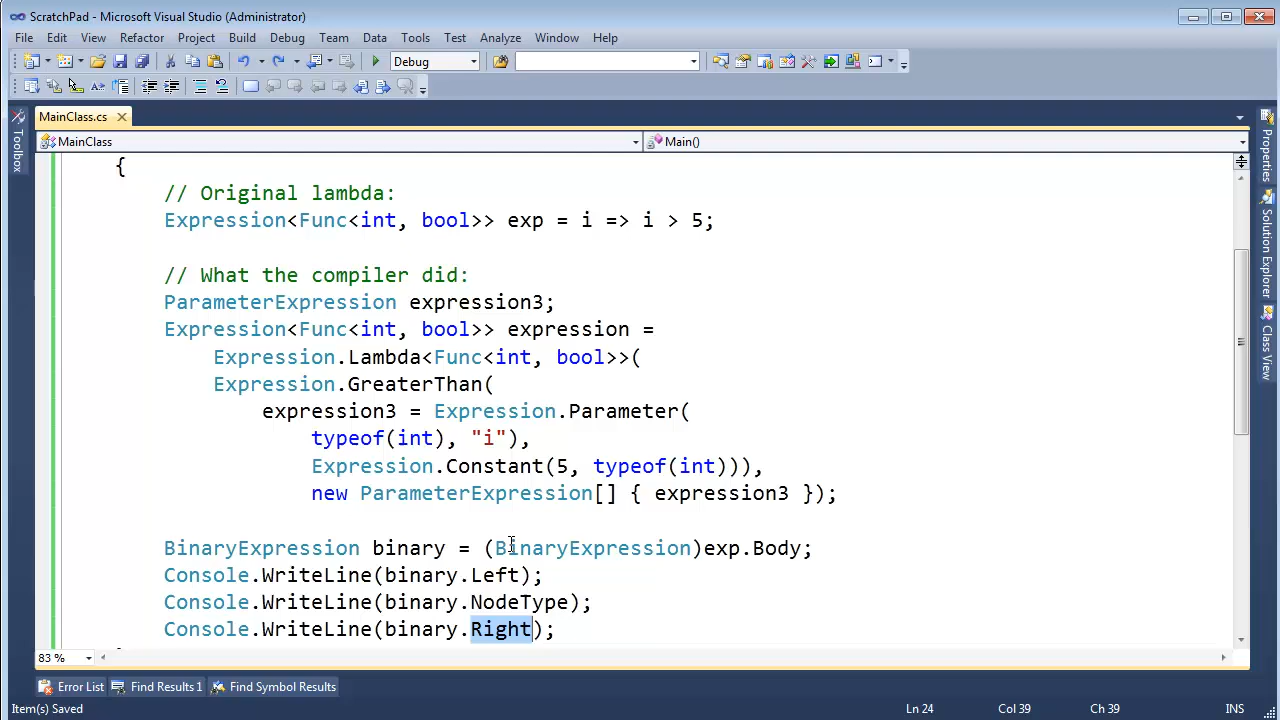 ScratchPad - Microsoft Visual Studio (Administrator)
File Edit View Refactor Project Build Debug Team Data Tools Test Analyze Window Help
Debug
MainClass.cs
MainClass Main()
Toolbox
Properties
Solution Explorer
Class View
{
// Original lambda:
Expression<Func<int, bool>> exp = i => i > 5;
// What the compiler did:
ParameterExpression expression3;
Expression<Func<int, bool>> expression =
Expression.Lambda<Func<int, bool>>(
Expression.GreaterThan(
expression3 = Expression.Parameter(
typeof(int), "i"),
Expression.Constant(5, typeof(int))),
new ParameterExpression[] { expression3 });
BinaryExpression binary = (BinaryExpression)exp.Body;
Console.WriteLine(binary.Left);
Console.WriteLine(binary.NodeType);
Console.WriteLine(binary.Right);
83 %
Error List Find Results 1 Find Symbol Results
Item(s) Saved Ln 24 Col 39 Ch 39 INS